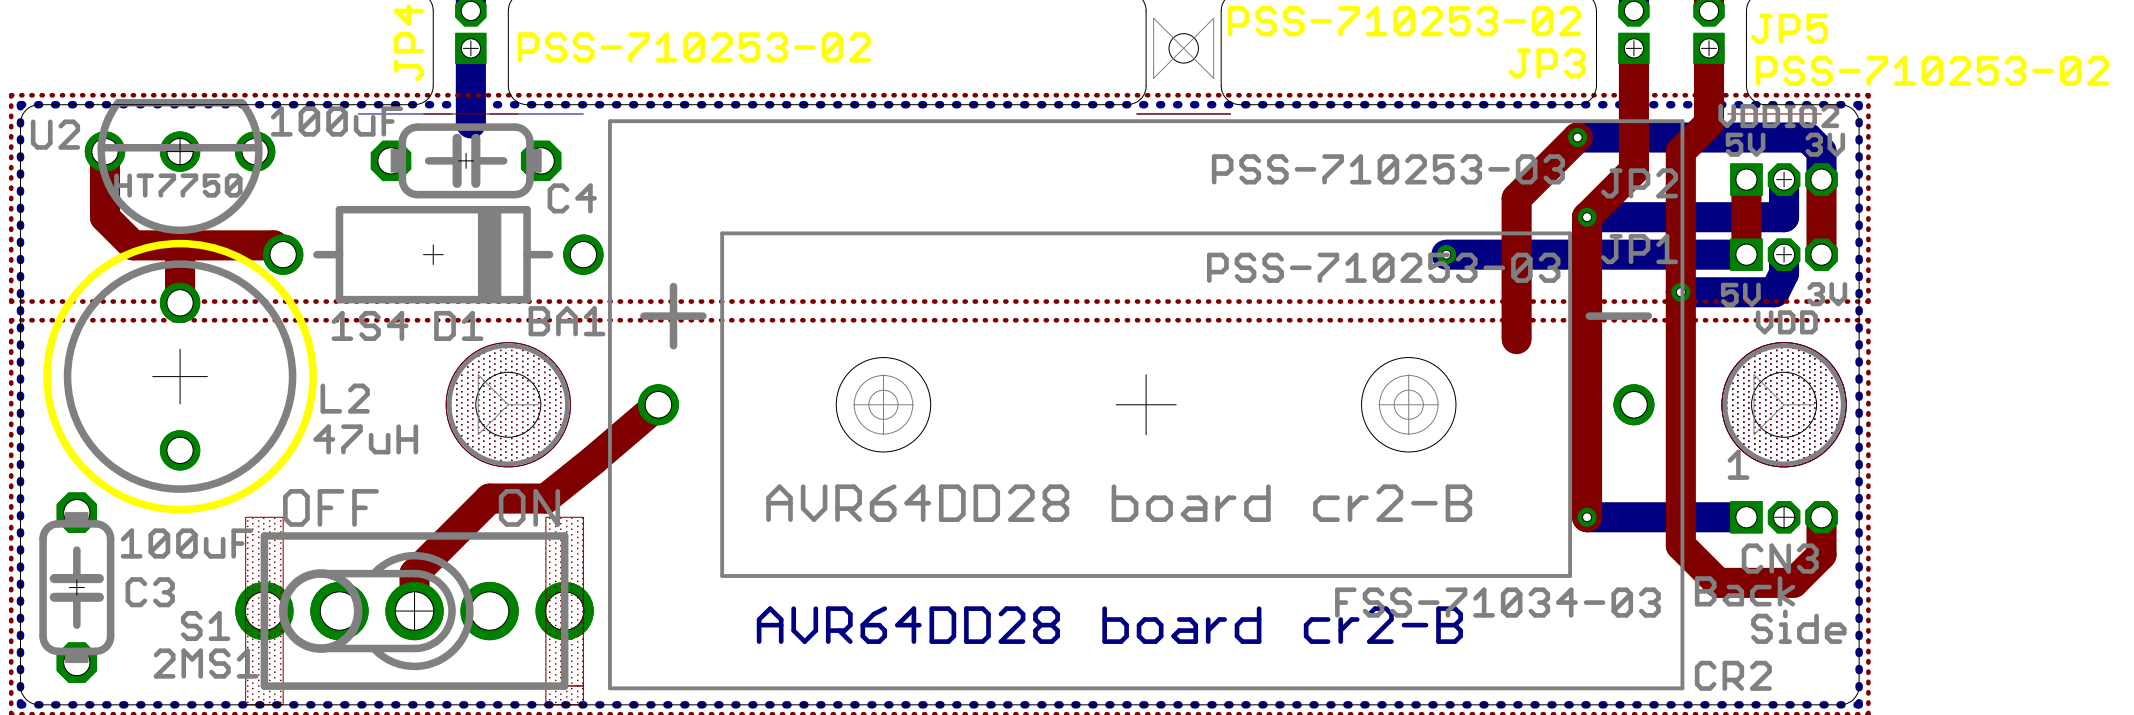 JP4
PSS-710253-02
PSS-710253-02
JP3
JP5
PSS-710253-02
U2
100uF
HT7750
C4
VDDIO2
5V 3V
PSS-710253-03
JP2
PSS-710253-03
JP1
5V 3V
VDD
1S4 D1
BA1
+
−
L2
47uH
1
OFF ON
AVR64DD28 board cr2-B
100uF
C3
CN3
Back
Side
FSS-71034-03
AVR64DD28 board cr2-B
S1
2MS1
CR2